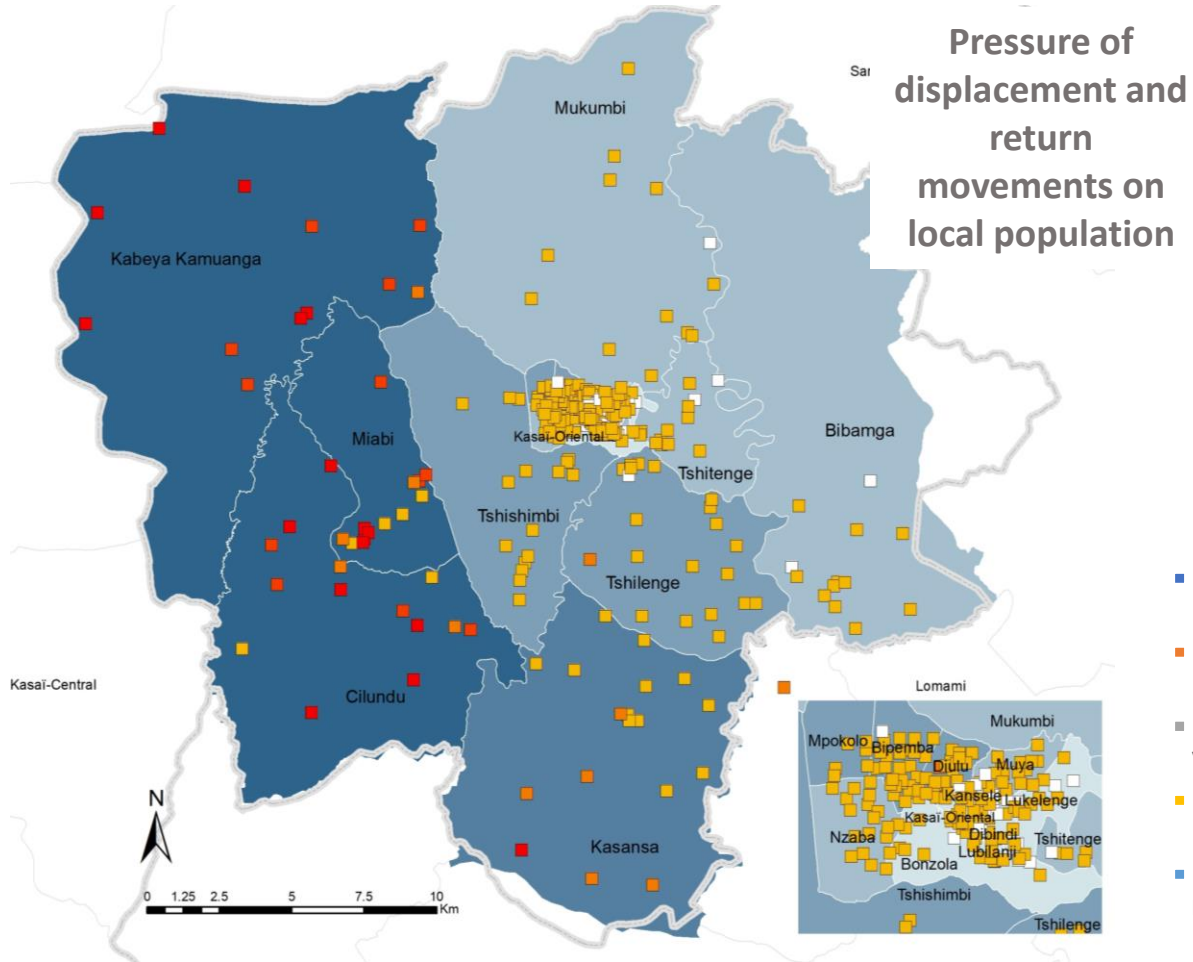 Pressure of
displacement and
return
movements on
local population
Mukumbi
Kabeya Kamuanga
Miabi
Kasaï-Oriental
Bibamga
Tshitenge
Tshishimbi
Tshilenge
Kasaï-Central
Cilundu
Lomami
Kasansa
N
0 1.25 2.5 5 7.5 10
Km
Mukumbi
Mpokolo
Bipemba
Diulu
Muya
Kansele
Lukelenge
Kasaï-Oriental
Nzaba
Dibindi
Tshitenge
Lubilanji
Bonzola
Tshishimbi
Tshilenge